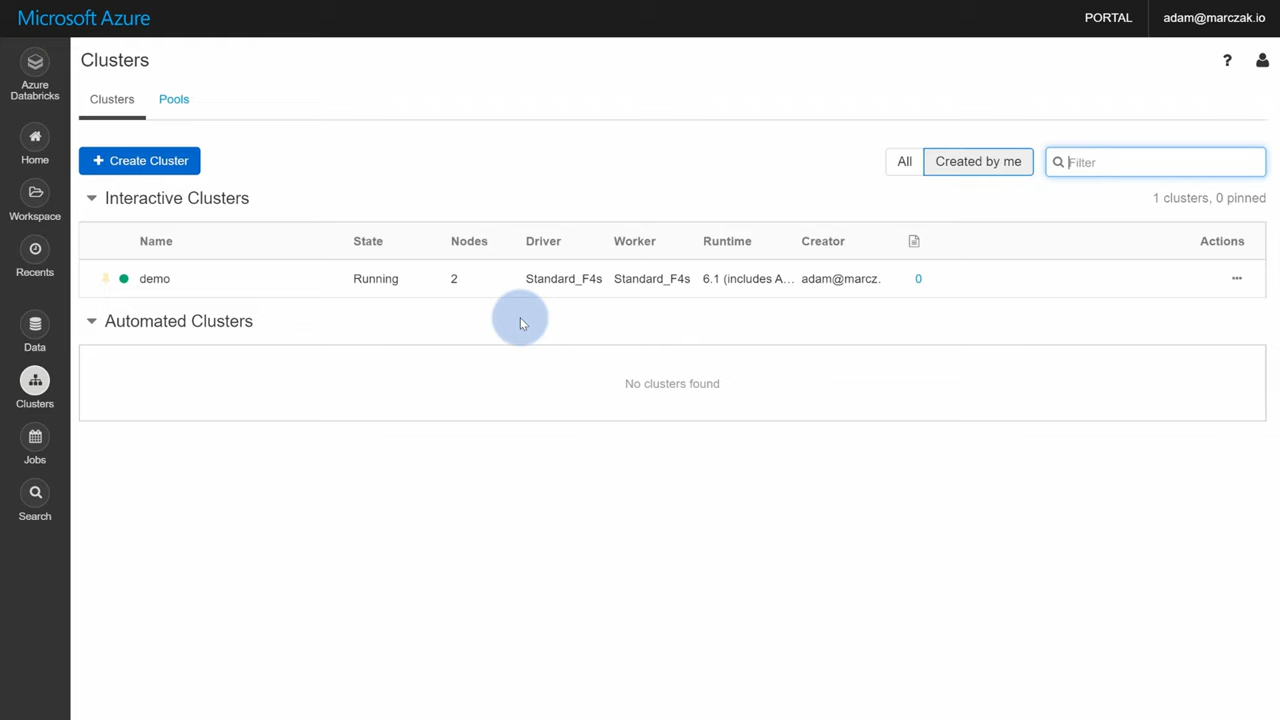 Microsoft Azure
PORTAL
adam@marczak.io
Azure
Databricks
Home
Workspace
Recents
Data
Clusters
Jobs
Search
Clusters
?
Clusters
Pools
+ Create Cluster
All
Created by me
Filter
Interactive Clusters
1 clusters, 0 pinned
Name State Nodes Driver Worker Runtime Creator Actions
demo Running 2 Standard_F4s Standard_F4s 6.1 (includes A... adam@marcz. 0 ...
Automated Clusters
No clusters found